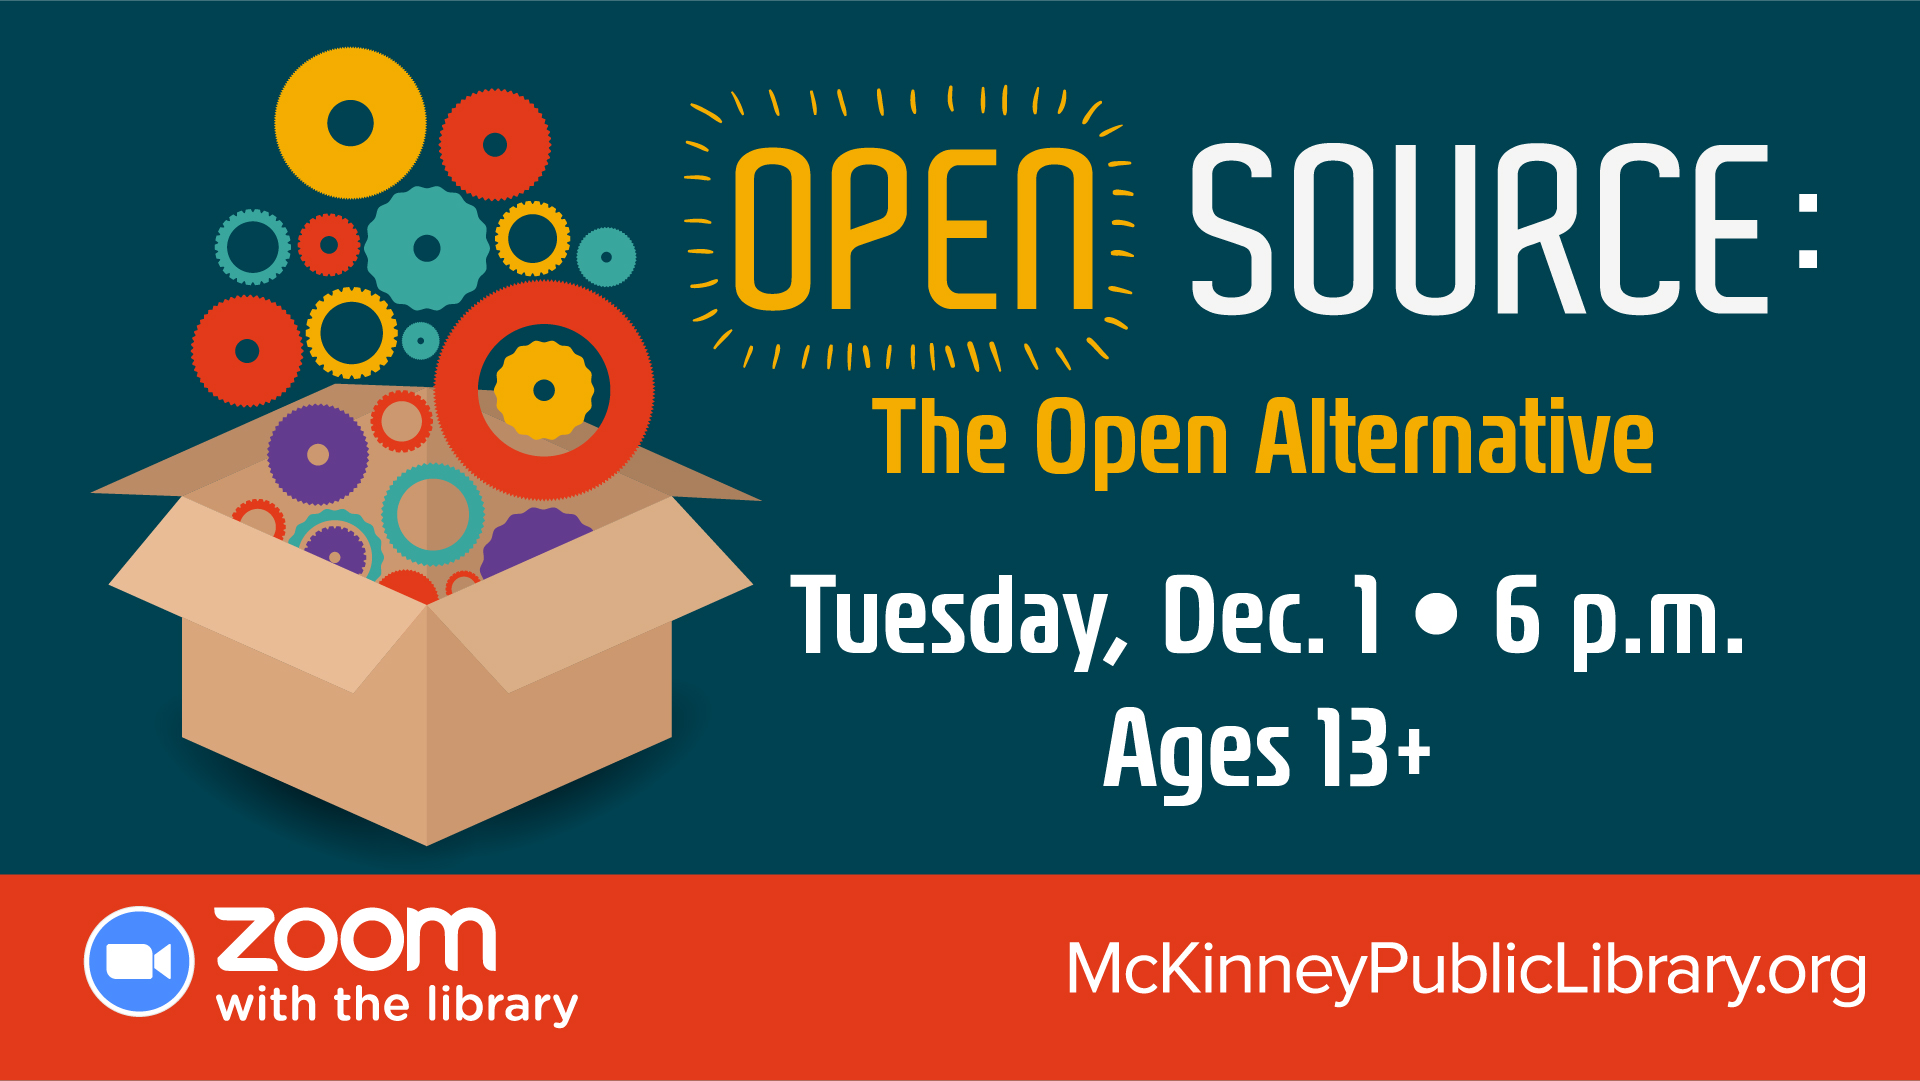 OPEN SOURCE:
The Open Alternative
Tuesday, Dec. 1 • 6 p.m.
Ages 13+
zoom
with the library
McKinneyPublicLibrary.org